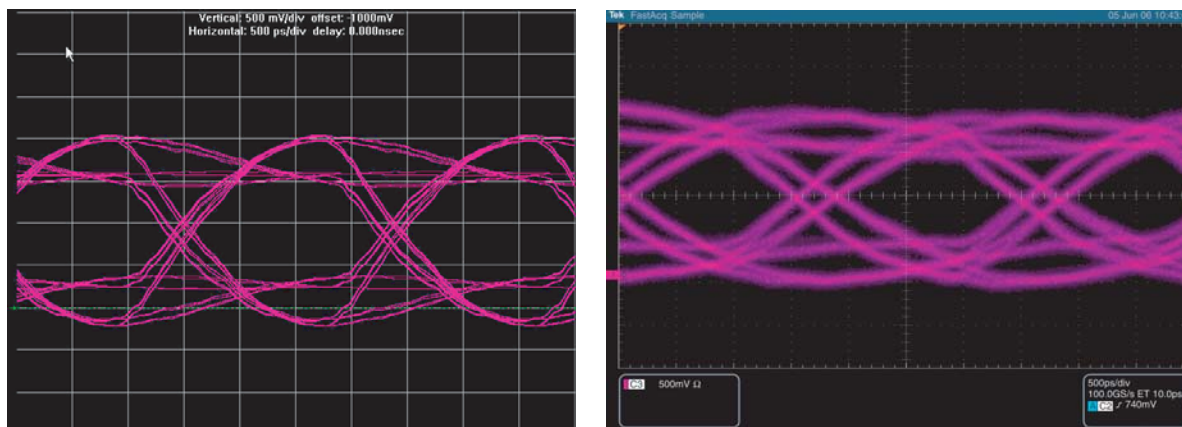 Vertical: 500 mV/div offset: -1000mV
Horizontal: 500 ps/div delay: 0.000nsec
Tek FastAcq Sample
05 Jun 06 10:43:
C3 500mV Ω
500ps/div
100.0GS/s ET 10.0ps
A C2 ∫ 740mV